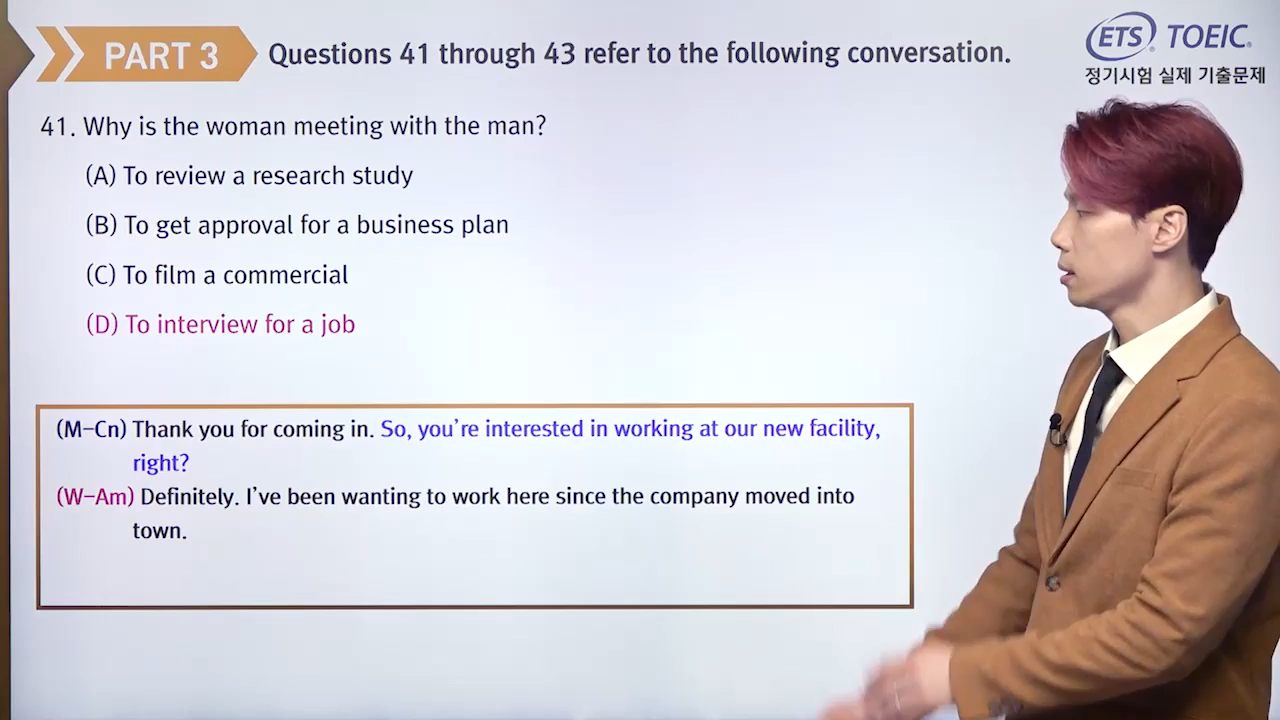 PART 3
Questions 41 through 43 refer to the following conversation.
ETS TOEIC
정기시험 실제 기출문제
41. Why is the woman meeting with the man?
(A) To review a research study
(B) To get approval for a business plan
(C) To film a commercial
(D) To interview for a job
(M-Cn) Thank you for coming in. So, you're interested in working at our new facility,
right?
(W-Am) Definitely. I've been wanting to work here since the company moved into
town.